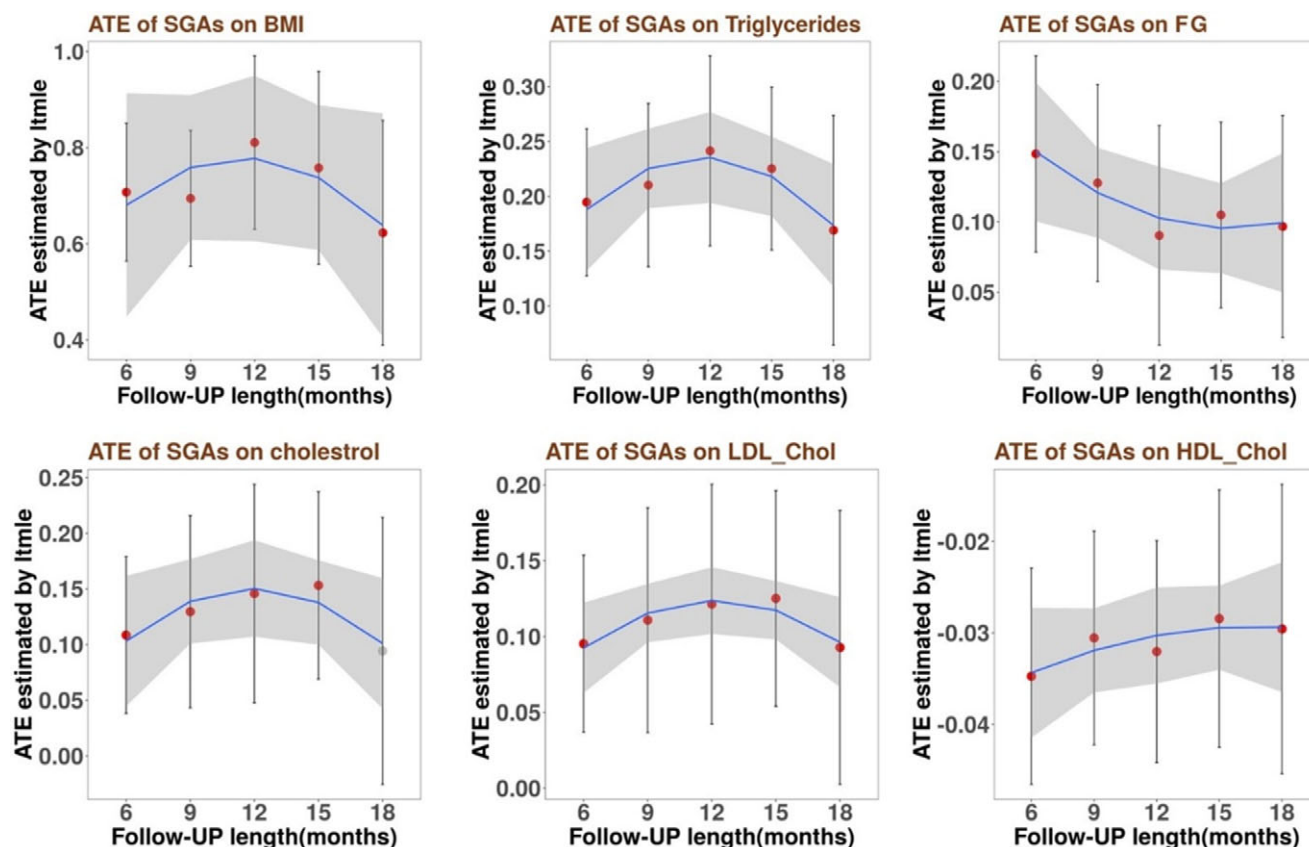 ATE of SGAs on BMI
ATE estimated by ltmle
1.0
0.8
0.6
0.4
6 9 12 15 18
Follow-UP length(months)
ATE of SGAs on Triglycerides
ATE estimated by ltmle
0.30
0.25
0.20
0.15
0.10
6 9 12 15 18
Follow-UP length(months)
ATE of SGAs on FG
ATE estimated by ltmle
0.20
0.15
0.10
0.05
6 9 12 15 18
Follow-UP length(months)
ATE of SGAs on cholestrol
ATE estimated by ltmle
0.25
0.20
0.15
0.10
0.05
0.00
6 9 12 15 18
Follow-UP length(months)
ATE of SGAs on LDL_Chol
ATE estimated by ltmle
0.20
0.15
0.10
0.05
0.00
6 9 12 15 18
Follow-UP length(months)
ATE of SGAs on HDL_Chol
ATE estimated by ltmle
-0.02
-0.03
-0.04
6 9 12 15 18
Follow-UP length(months)